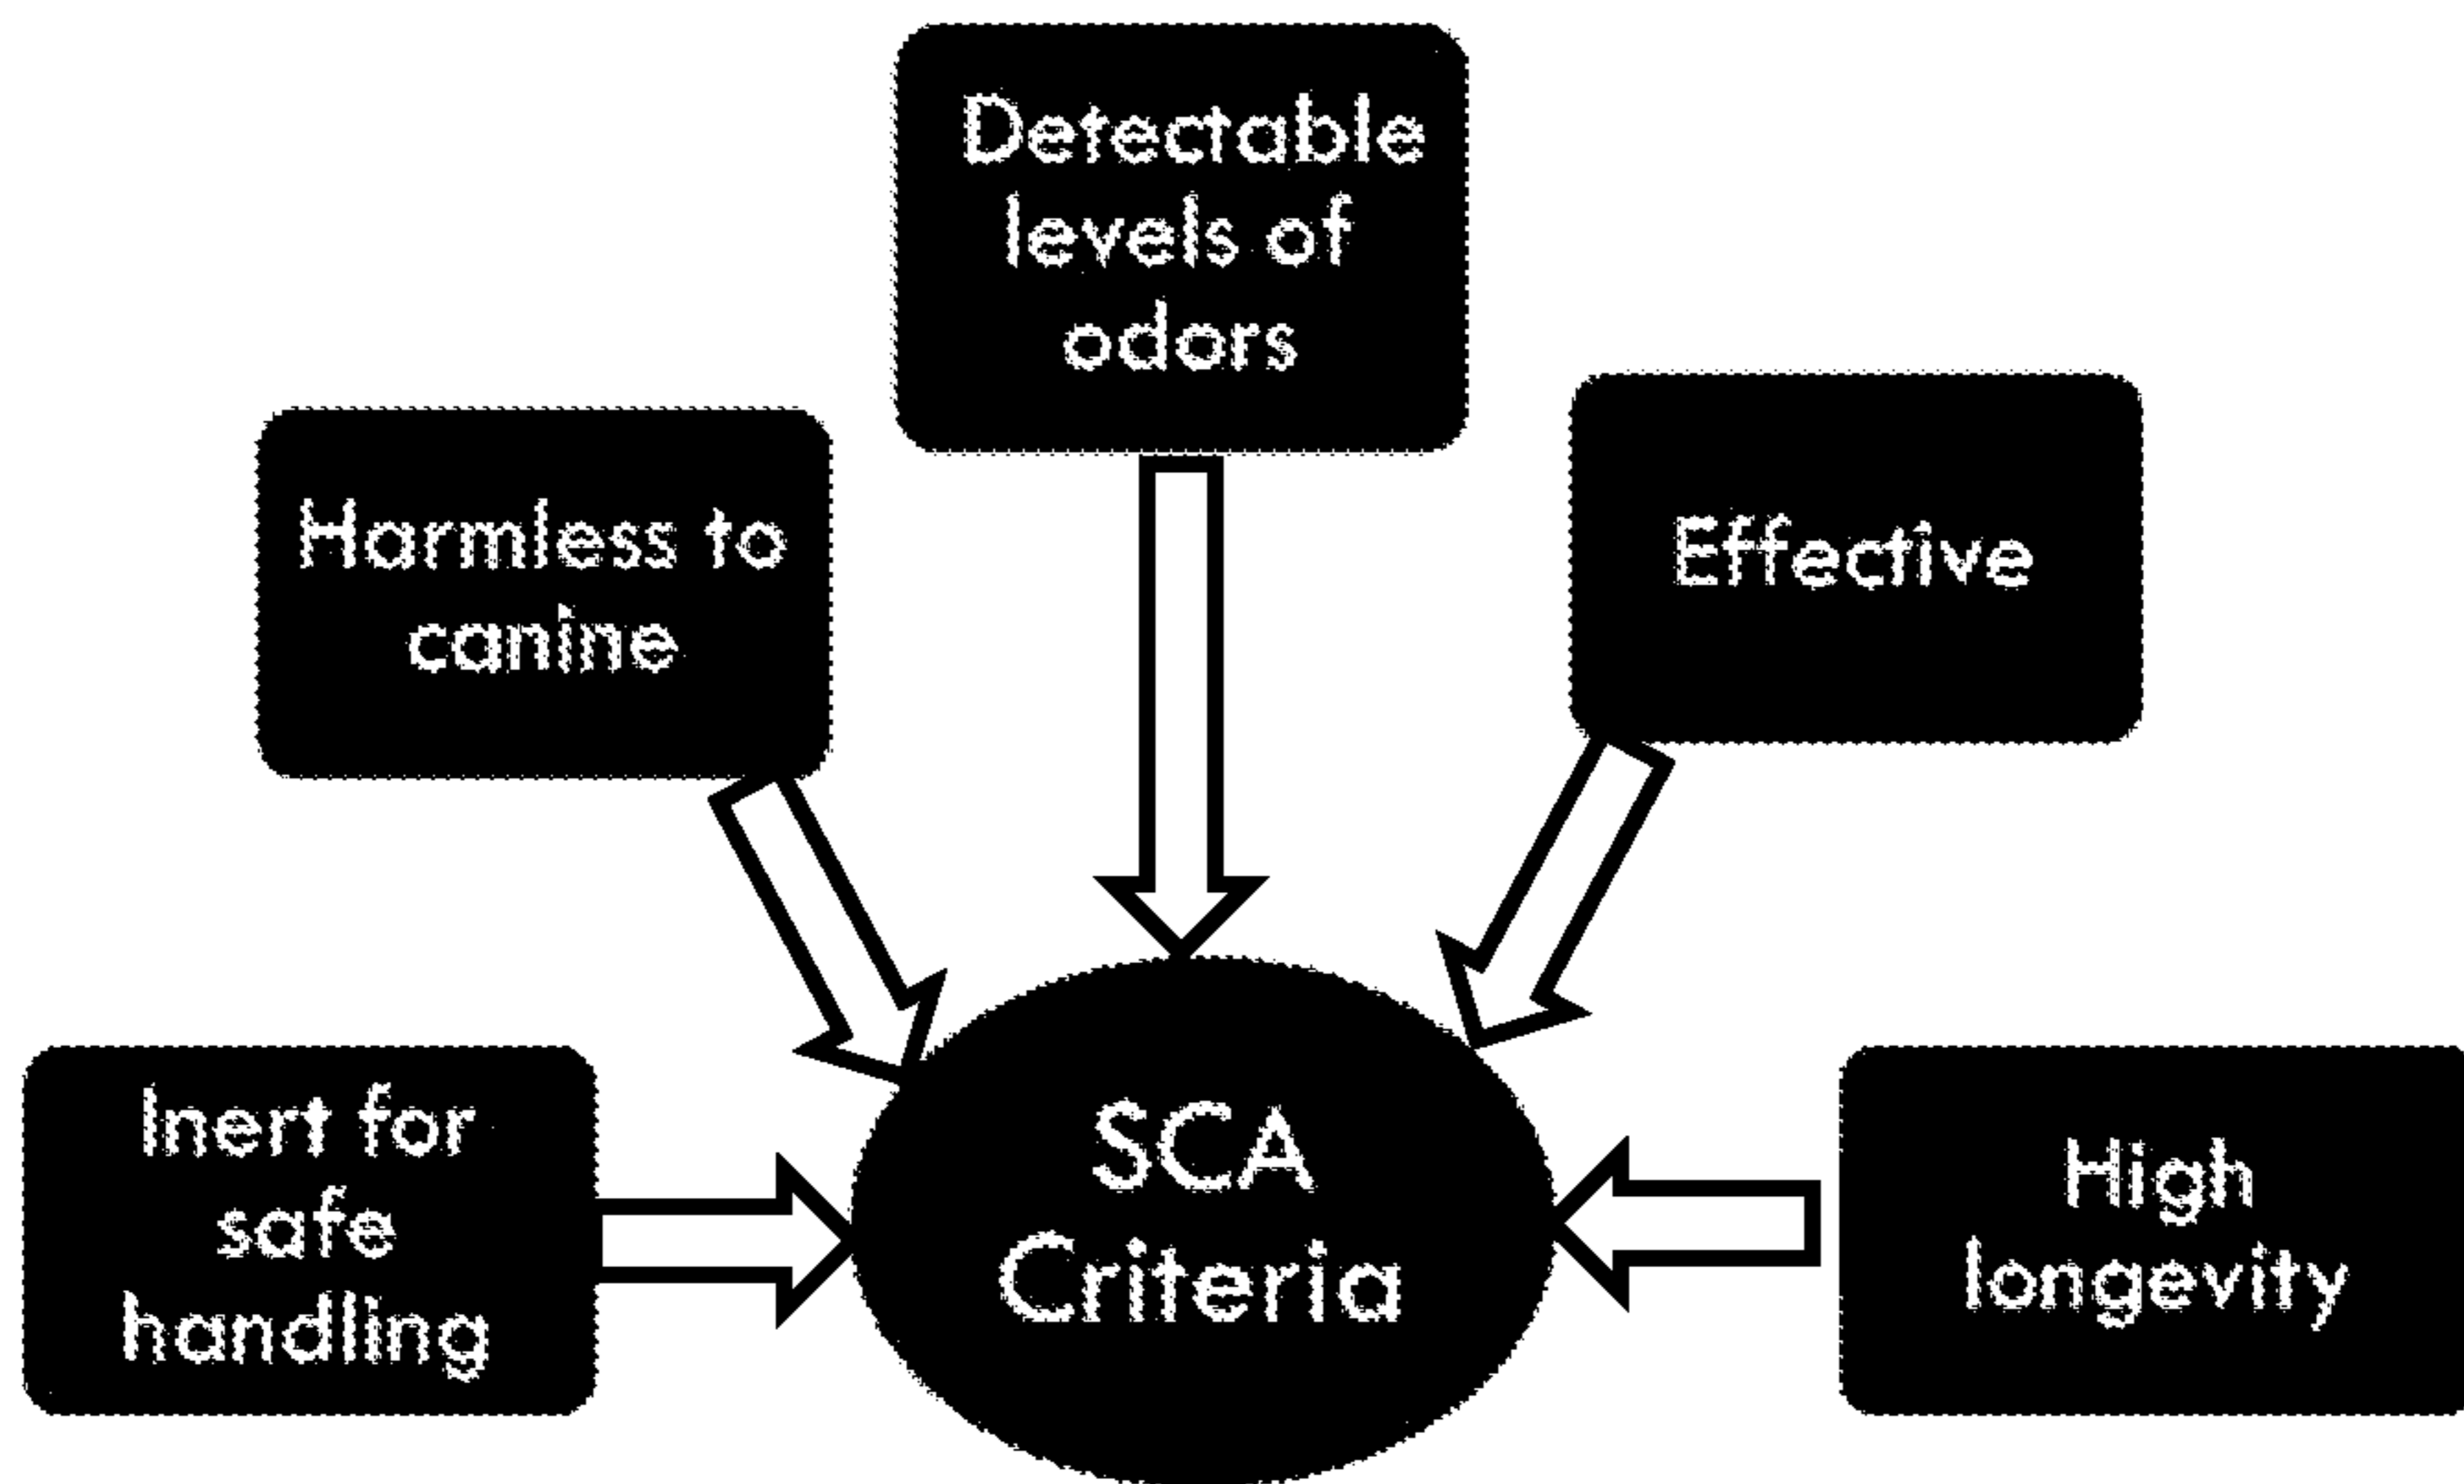 Detectable
levels of
odors
Harmless to
canine
Effective
Inert for
safe
handling
SCA
Criteria
High
longevity